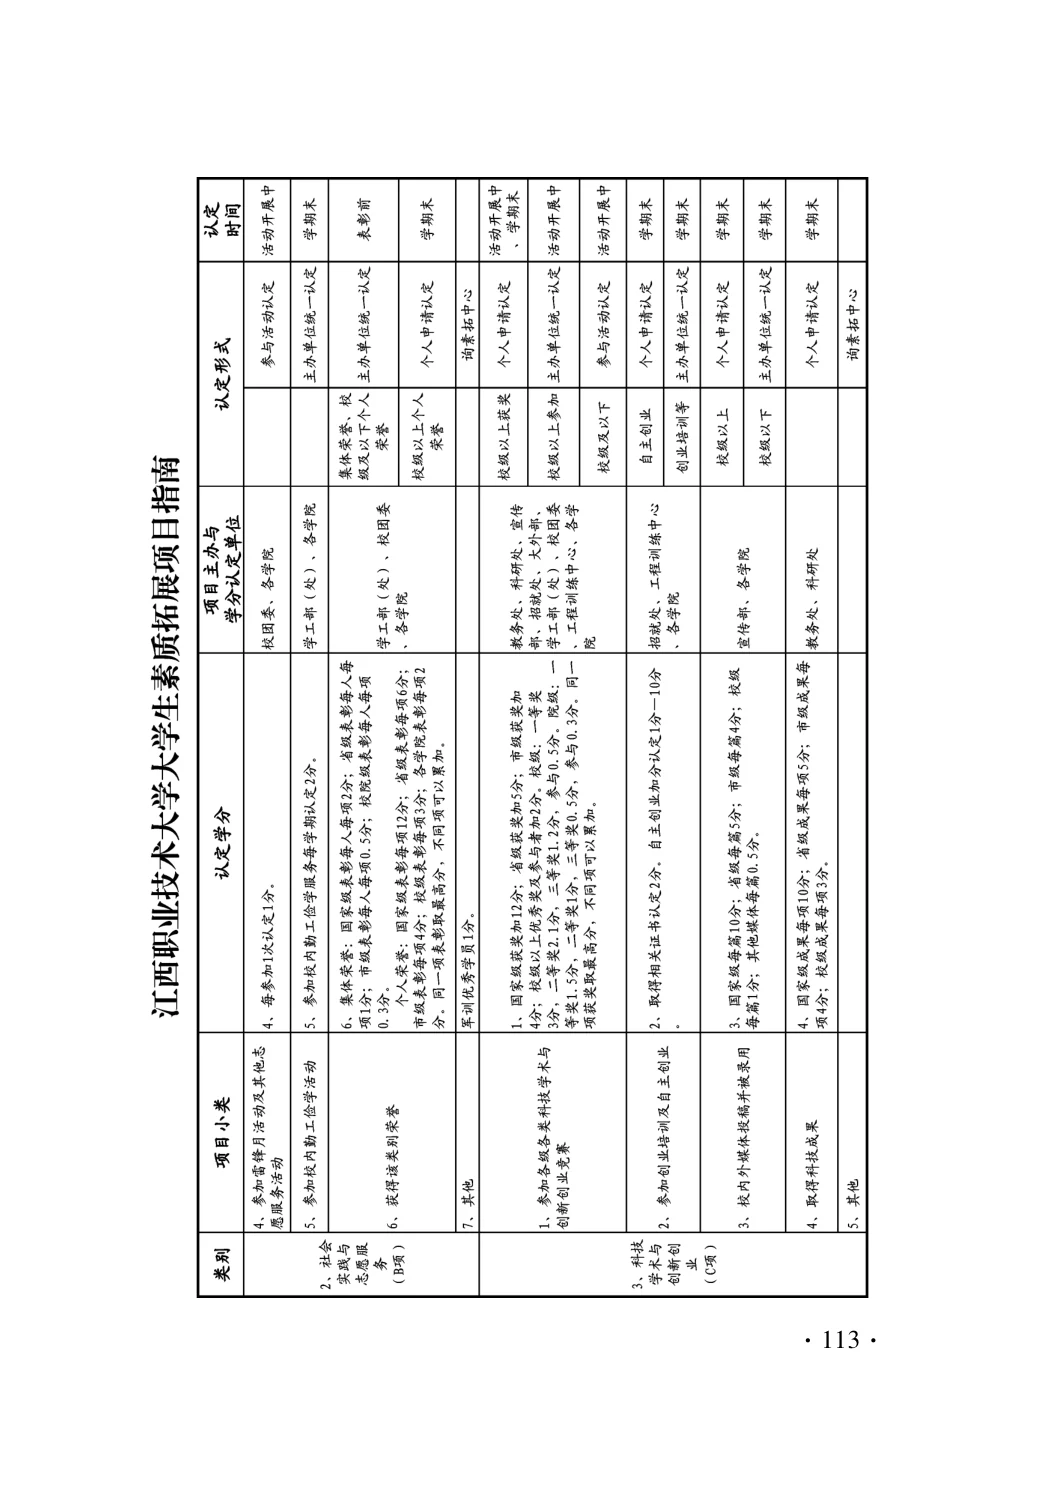 江西职业技术大学大学生素质拓展项目指南
类别
项目小类
认定学分
项目主办与
学分认定单位
认定形式
认定
时间
2、社会
实践与
志愿服
务
（B项）
4、参加雷锋月活动及其他志
愿服务活动
4、每参加1次认定1分。
校团委、各学院
参与活动认定
活动开展中
5、参加校内勤工俭学活动
5、参加校内勤工俭学服务每学期认定2分。
学工部（处）、各学院
主办单位统一认定
学期末
6、获得该类别荣誉
6、集体荣誉：国家级表彰每人每项2分；省级表彰每人每
项1分；市级表彰每人每项0.5分；校院级表彰每人每项
0.3分。
个人荣誉：国家级表彰每项12分；省级表彰每项6分；
市级表彰每项4分；校级表彰每项3分；各学院表彰每项2
分。同一项表彰取最高分，不同项可以累加。
学工部（处）、校团委
、各学院
集体荣誉、校
级及以下个人
荣誉
主办单位统一认定
表彰前
校级以上个人
荣誉
个人申请认定
学期末
7、其他
军训优秀学员1分。
询素拓中心
3、科技
学术与
创新创
业
（C项）
1、参加各级各类科技学术与
创新创业竞赛
1、国家级获奖加12分；省级获奖加5分；市级获奖加
4分；校级以上优秀奖及参与者加2分。校级：一等奖
3分，二等奖2.1分，三等奖1.2分，参与0.5分。院级：一
等奖1.5分，二等奖1分，三等奖0.5分，参与0.3分。同一
项获奖取最高分，不同项可以累加。
教务处、科研处、宣传
部、招就处、大外部、
学工部（处）、校团委
、工程训练中心、各学
院
校级以上获奖
个人申请认定
活动开展中
、学期末
校级以上参加
主办单位统一认定
活动开展中
校级及以下
参与活动认定
活动开展中
2、参加创业培训及自主创业
2、取得相关证书认定2分。自主创业加分认定1分—10分
。
招就处、工程训练中心
、各学院
自主创业
个人申请认定
学期末
创业培训等
主办单位统一认定
学期末
3、校内外媒体投稿并被录用
3、国家级每篇10分；省级每篇5分；市级每篇4分；校级
每篇1分；其他媒体每篇0.5分。
宣传部、各学院
校级以上
个人申请认定
学期末
校级以下
主办单位统一认定
学期末
4、取得科技成果
4、国家级成果每项10分；省级成果每项5分；市级成果每
项4分；校级成果每项3分。
教务处、科研处
个人申请认定
学期末
5、其他
询素拓中心
·113·